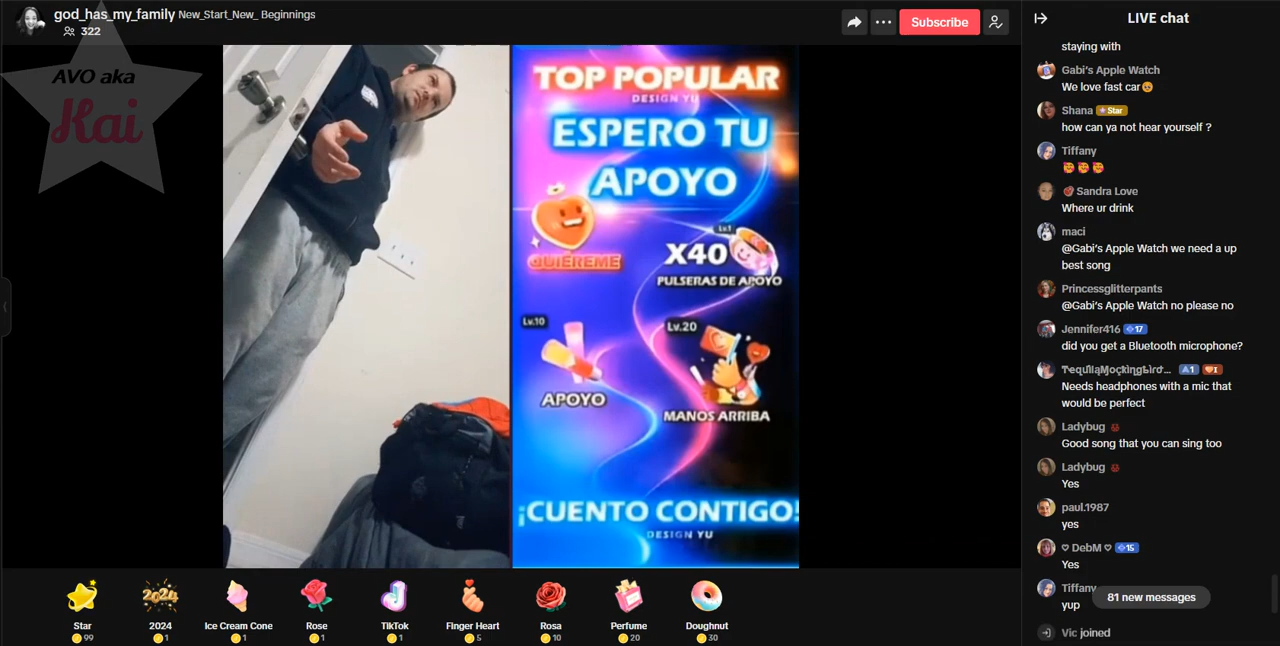 god_has_my_family New_Start_New_ Beginnings
322
AVO aka
Kai
Subscribe
TOP POPULAR
DESIGN YU
ESPERO TU
APOYO
QUIÉREME
Lv.1
X40
PULSERAS DE APOYO
Lv.10
APOYO
Lv.20
MANOS ARRIBA
¡CUENTO CONTIGO!
DESIGN YU
Star
99
2024
2024
1
Ice Cream Cone
1
Rose
1
TikTok
1
Finger Heart
5
Rosa
10
Perfume
20
Doughnut
30
LIVE chat
staying with
Gabi's Apple Watch
We love fast car
Shana Star
how can ya not hear yourself ?
Tiffany
Sandra Love
Where ur drink
maci
@Gabi's Apple Watch we need a up
best song
Princessglitterpants
@Gabi's Apple Watch no please no
Jennifer416 17
did you get a Bluetooth microphone?
1 I
Needs headphones with a mic that
would be perfect
Ladybug
Good song that you can sing too
Ladybug
Yes
paul.1987
yes
♡ DebM ♡ 15
Yes
Tiffany
yup
81 new messages
Vic joined